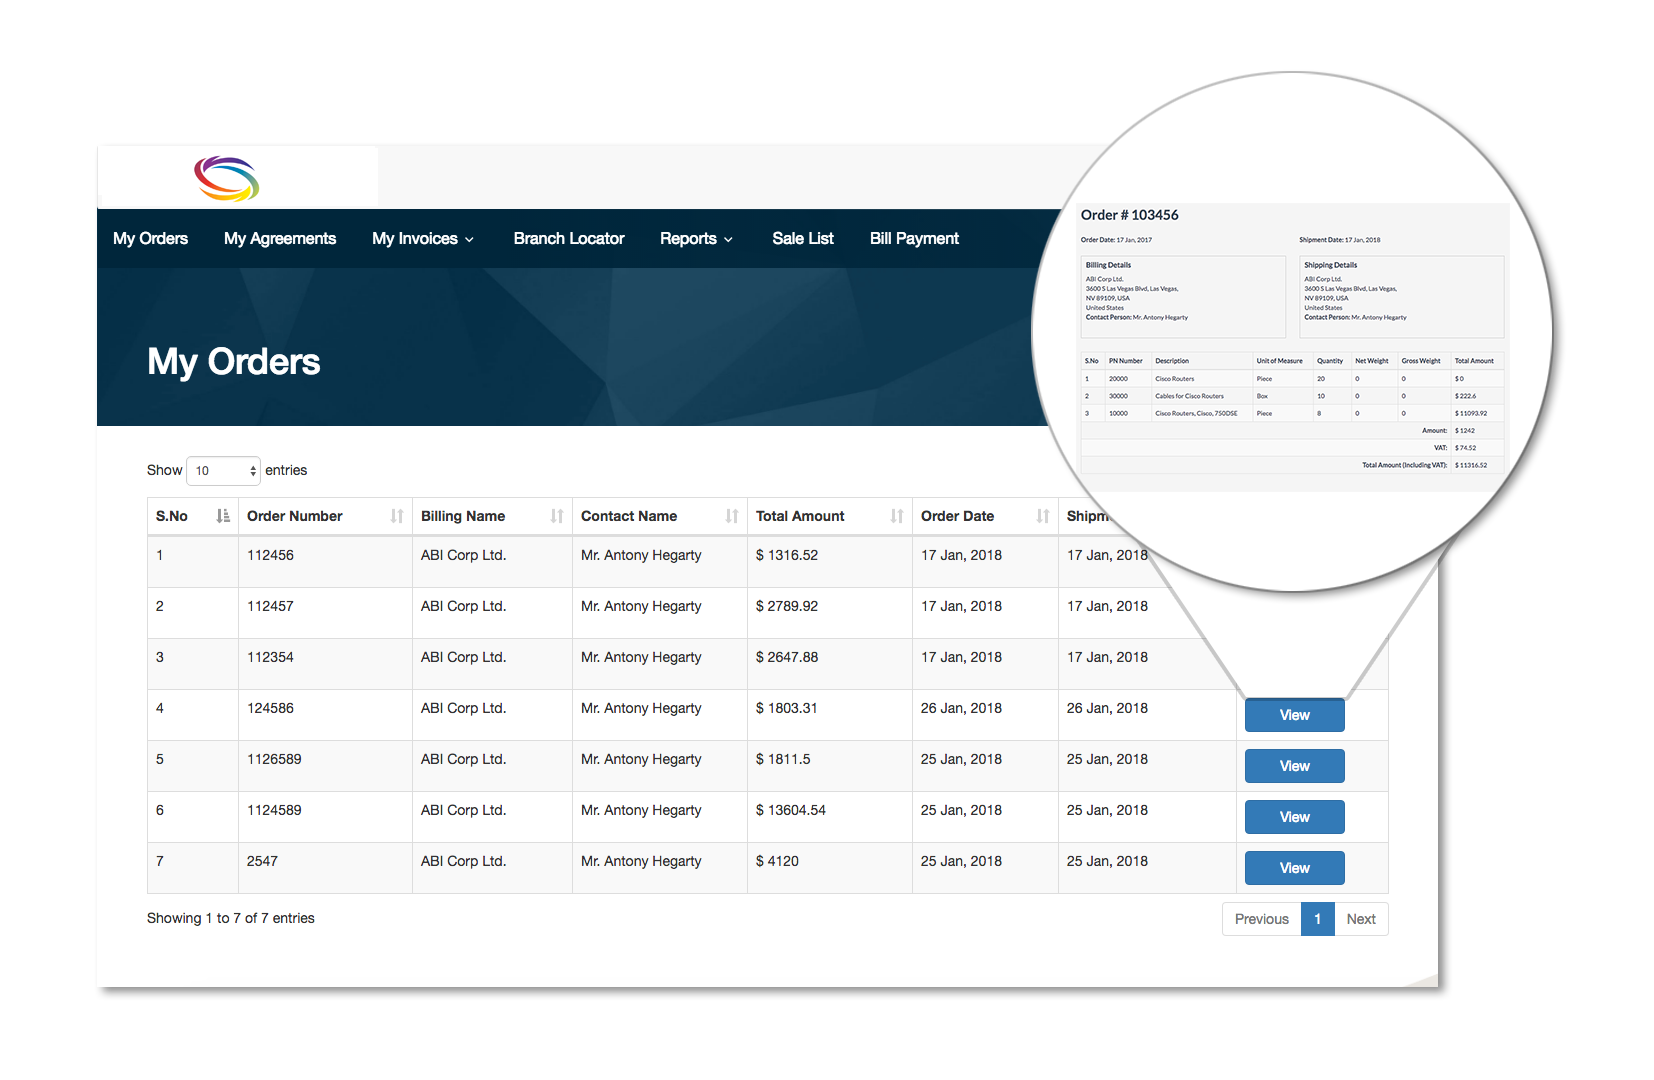 My Orders My Agreements My Invoices Branch Locator Reports Sale List Bill Payment
My Orders
Show 10 entries
S.No Order Number Billing Name Contact Name Total Amount Order Date Shipm
1 112456 ABI Corp Ltd. Mr. Antony Hegarty $ 1316.52 17 Jan, 2018 17 Jan, 2018
2 112457 ABI Corp Ltd. Mr. Antony Hegarty $ 2789.92 17 Jan, 2018 17 Jan, 2018
3 112354 ABI Corp Ltd. Mr. Antony Hegarty $ 2647.88 17 Jan, 2018 17 Jan, 2018
4 124586 ABI Corp Ltd. Mr. Antony Hegarty $ 1803.31 26 Jan, 2018 26 Jan, 2018 View
5 1126589 ABI Corp Ltd. Mr. Antony Hegarty $ 1811.5 25 Jan, 2018 25 Jan, 2018 View
6 1124589 ABI Corp Ltd. Mr. Antony Hegarty $ 13604.54 25 Jan, 2018 25 Jan, 2018 View
7 2547 ABI Corp Ltd. Mr. Antony Hegarty $ 4120 25 Jan, 2018 25 Jan, 2018 View
Showing 1 to 7 of 7 entries
Previous 1 Next
Order # 103456
Order Date: 17 Jan, 2017 Shipment Date: 17 Jan, 2018
Billing Details
ABI Corp Ltd.
3600 S Las Vegas Blvd, Las Vegas,
NV 89109, USA
United States
Contact Person: Mr. Antony Hegarty
Shipping Details
ABI Corp Ltd.
3600 S Las Vegas Blvd, Las Vegas,
NV 89109, USA
United States
Contact Person: Mr. Antony Hegarty
S.No PN Number Description Unit of Measure Quantity Net Weight Gross Weight Total Amount
1 20000 Cisco Routers Piece 20 0 0 $ 0
2 30000 Cables for Cisco Routers Box 10 0 0 $ 222.6
3 10000 Cisco Routers, Cisco, 750DSE Piece 8 0 0 $ 11093.92
Amount: $ 1242
VAT: $ 74.52
Total Amount (Including VAT): $ 11316.52